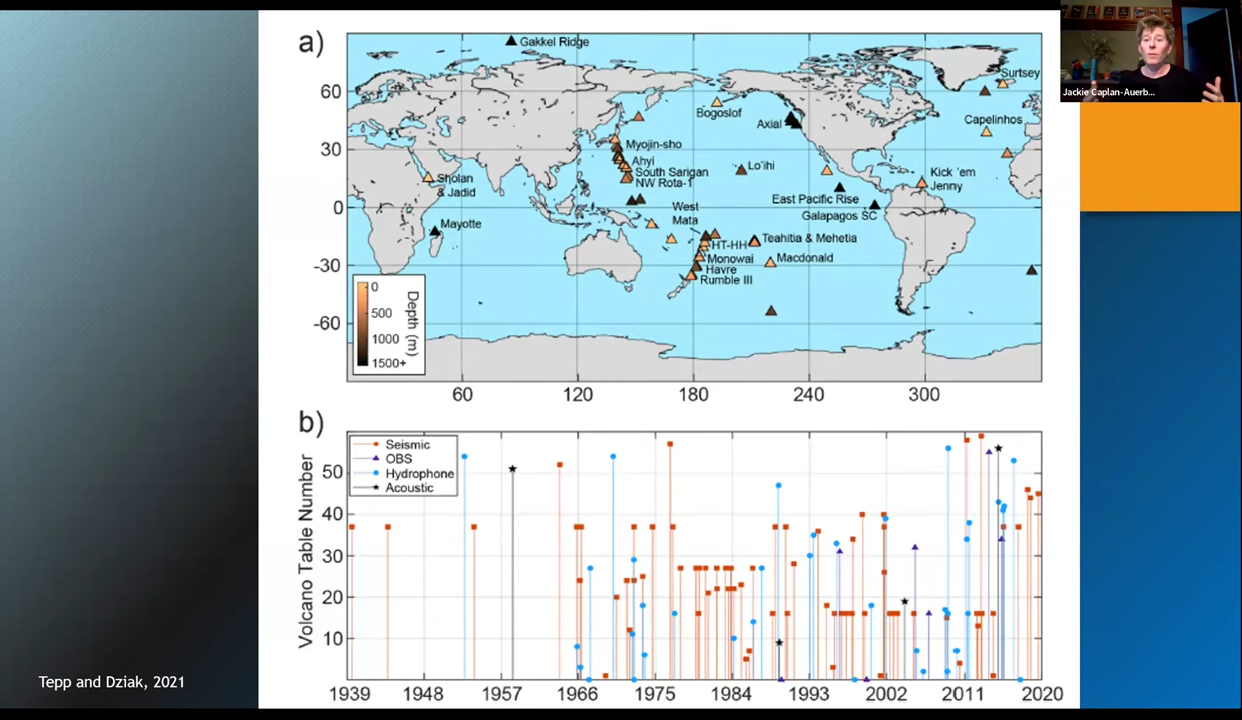 Jackie Caplan-Auerb...
a)
Gakkel Ridge
Surtsey
60
Bogoslof
Axial
Capelinhos
30
Myojin-sho
Ahyi
South Sarigan
NW Rota-1
Lo'ihi
Kick 'em
Jenny
Sholan
& Jadid
East Pacific Rise
0
West
Mata
Galapagos SC
Mayotte
HT-HH
Teahitia & Mehetia
-30
Monowai
Macdonald
Havre
Rumble III
0
500
1000
1500+
Depth (m)
-60
60 120 180 240 300
b)
Seismic
OBS
Hydrophone
Acoustic
Volcano Table Number
50
40
30
20
10
1939 1948 1957 1966 1975 1984 1993 2002 2011 2020
Tepp and Dziak, 2021